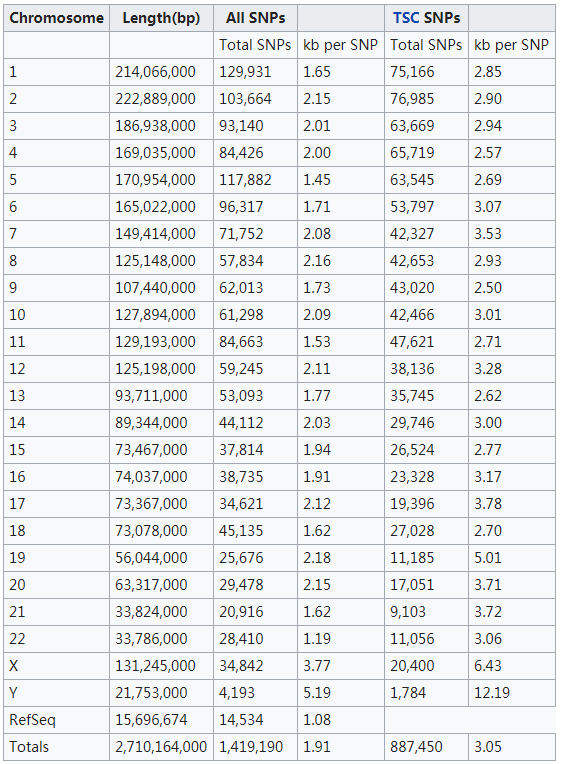 Chromosome Length(bp) All SNPs TSC SNPs
Total SNPs kb per SNP Total SNPs kb per SNP
1 214,066,000 129,931 1.65 75,166 2.85
2 222,889,000 103,664 2.15 76,985 2.90
3 186,938,000 93,140 2.01 63,669 2.94
4 169,035,000 84,426 2.00 65,719 2.57
5 170,954,000 117,882 1.45 63,545 2.69
6 165,022,000 96,317 1.71 53,797 3.07
7 149,414,000 71,752 2.08 42,327 3.53
8 125,148,000 57,834 2.16 42,653 2.93
9 107,440,000 62,013 1.73 43,020 2.50
10 127,894,000 61,298 2.09 42,466 3.01
11 129,193,000 84,663 1.53 47,621 2.71
12 125,198,000 59,245 2.11 38,136 3.28
13 93,711,000 53,093 1.77 35,745 2.62
14 89,344,000 44,112 2.03 29,746 3.00
15 73,467,000 37,814 1.94 26,524 2.77
16 74,037,000 38,735 1.91 23,328 3.17
17 73,367,000 34,621 2.12 19,396 3.78
18 73,078,000 45,135 1.62 27,028 2.70
19 56,044,000 25,676 2.18 11,185 5.01
20 63,317,000 29,478 2.15 17,051 3.71
21 33,824,000 20,916 1.62 9,103 3.72
22 33,786,000 28,410 1.19 11,056 3.06
X 131,245,000 34,842 3.77 20,400 6.43
Y 21,753,000 4,193 5.19 1,784 12.19
RefSeq 15,696,674 14,534 1.08
Totals 2,710,164,000 1,419,190 1.91 887,450 3.05